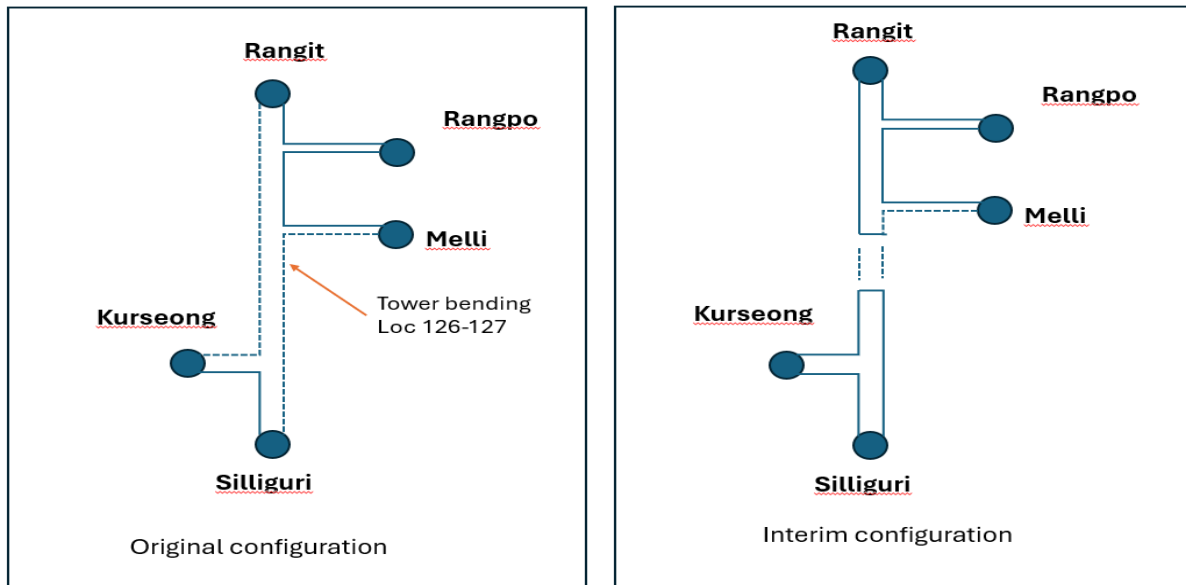 Rangit
Rangpo
Melli
Tower bending
Loc 126-127
Kurseong
Silliguri
Original configuration
Rangit
Rangpo
Melli
Kurseong
Silliguri
Interim configuration